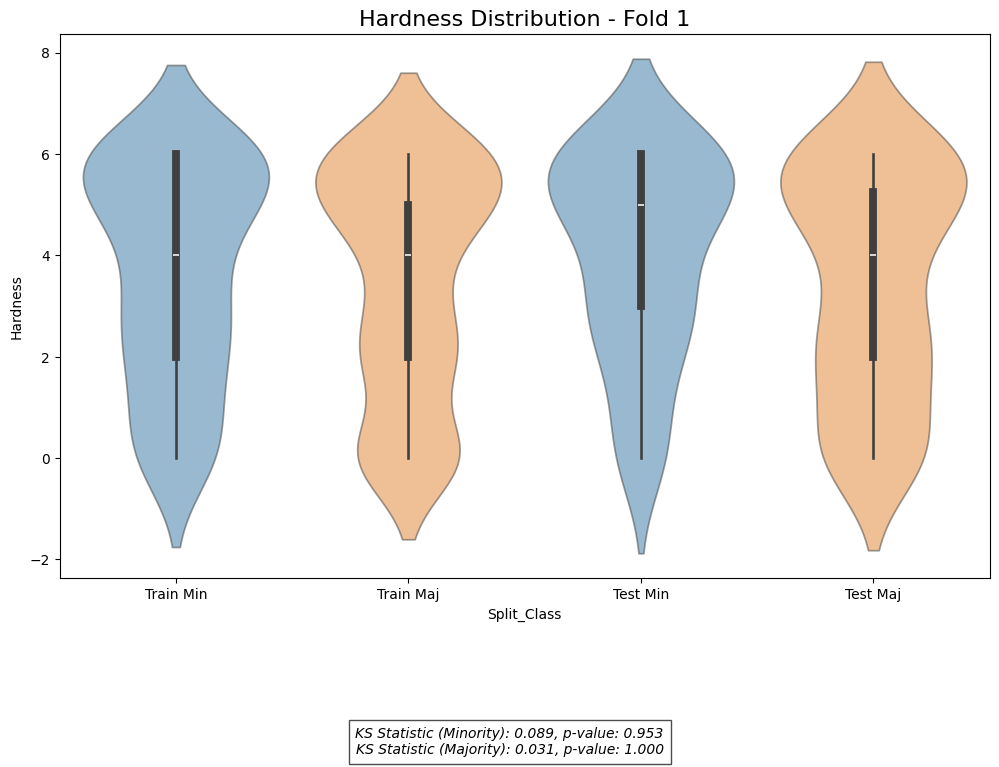 Hardness Distribution - Fold 1
8
6
4
2
0
−2
Hardness
Train Min
Train Maj
Test Min
Test Maj
Split_Class
KS Statistic (Minority): 0.089, p-value: 0.953
KS Statistic (Majority): 0.031, p-value: 1.000